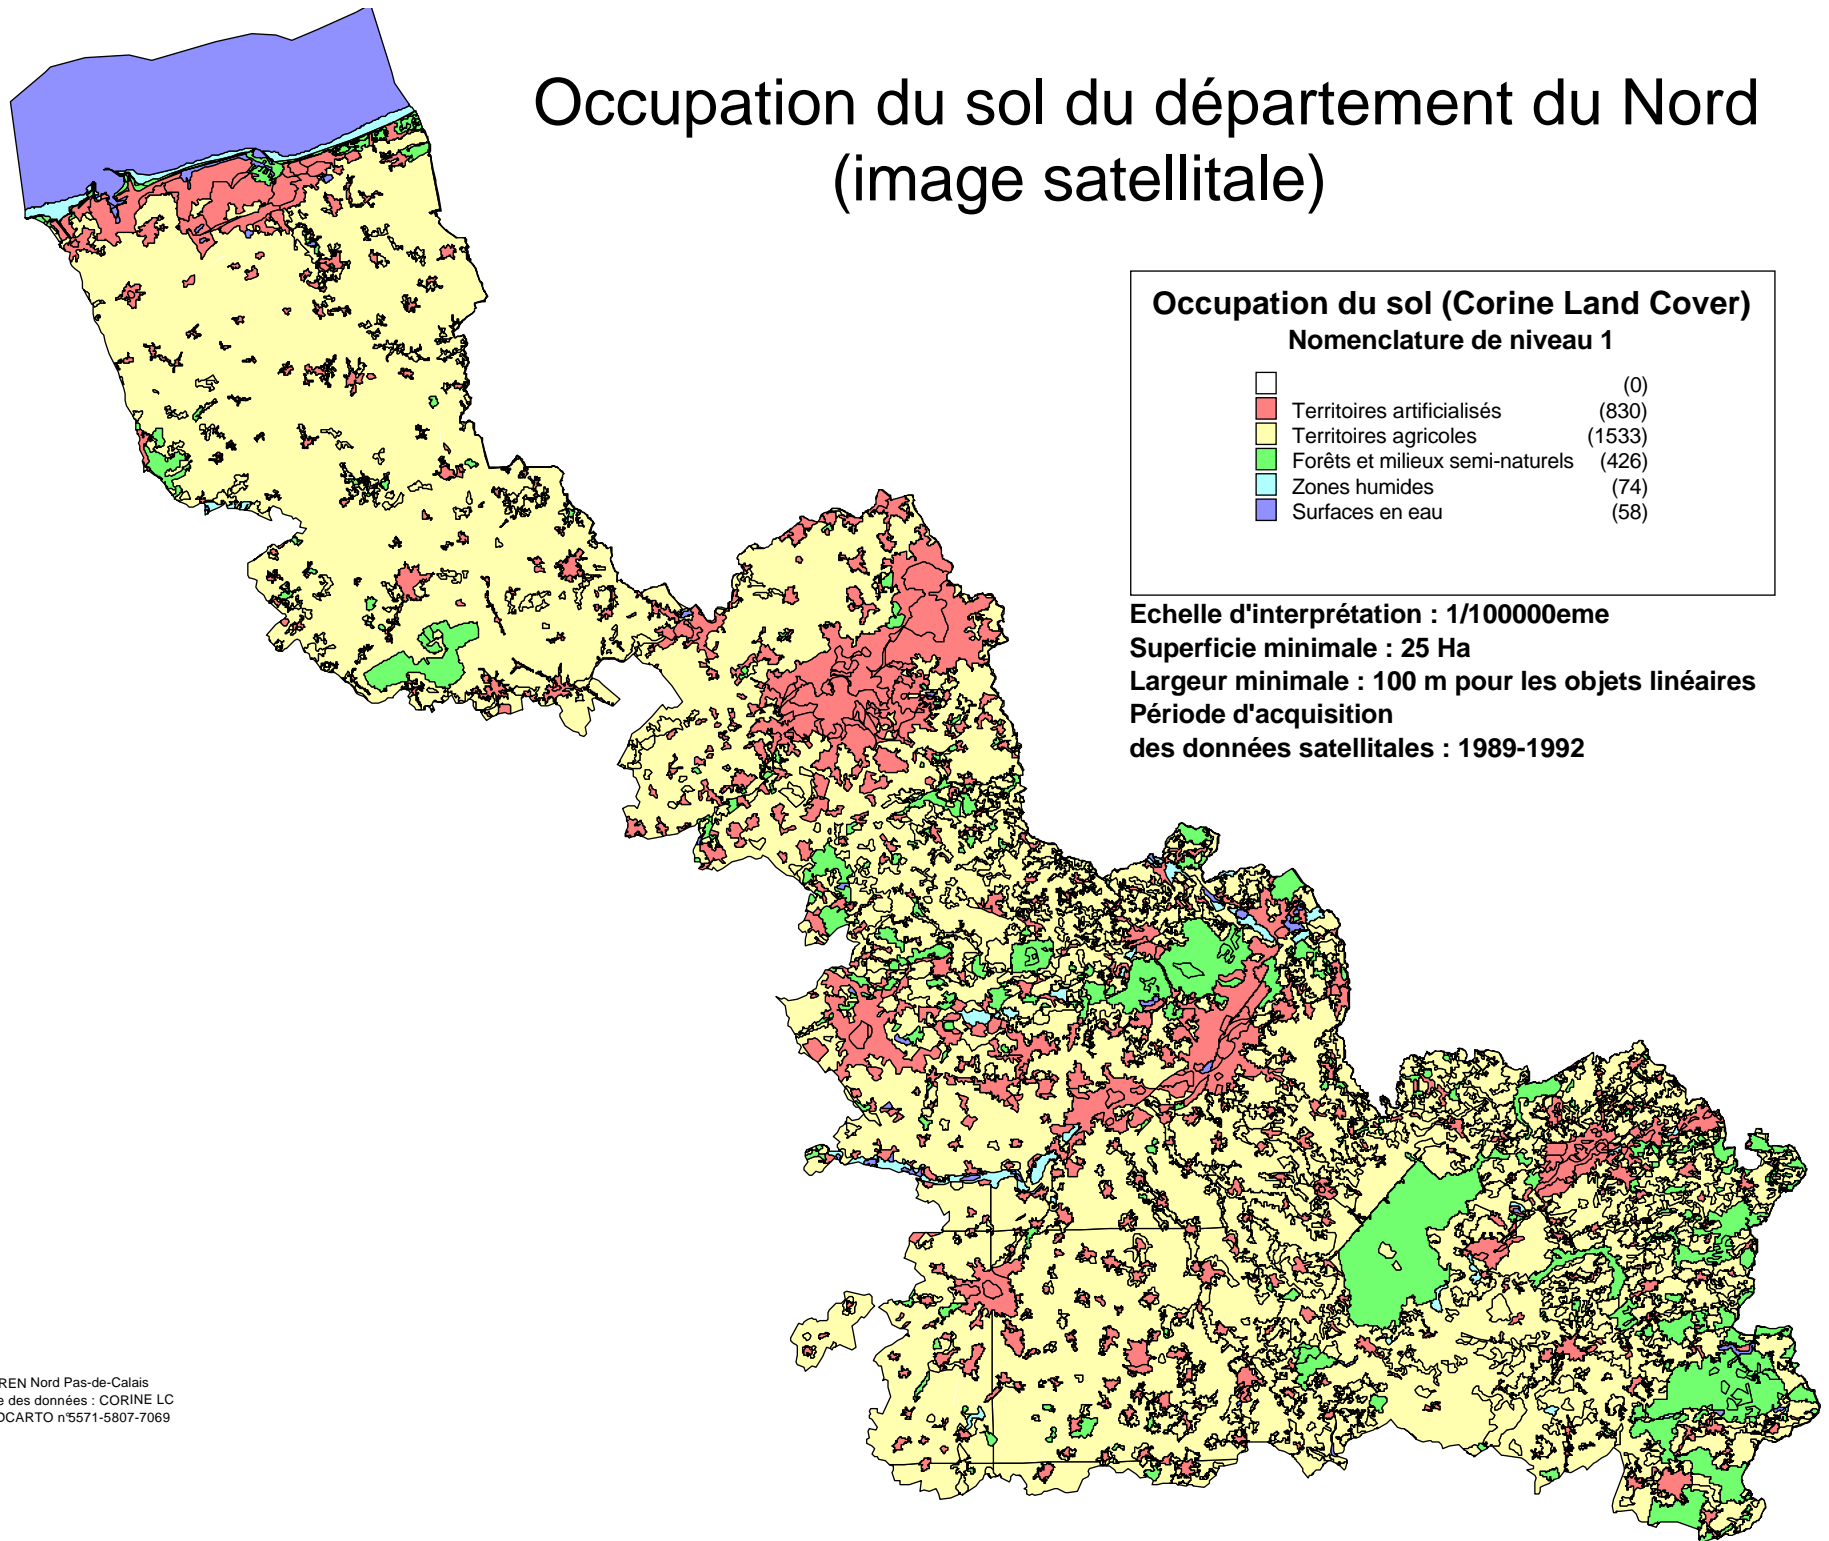 Occupation du sol du département du Nord
(image satellitale)
Occupation du sol (Corine Land Cover)
Nomenclature de niveau 1
(0)
Territoires artificialisés (830)
Territoires agricoles (1533)
Forêts et milieux semi-naturels (426)
Zones humides (74)
Surfaces en eau (58)
Echelle d'interprétation : 1/100000eme
Superficie minimale : 25 Ha
Largeur minimale : 100 m pour les objets linéaires
Période d'acquisition
des données satellitales : 1989-1992
REN Nord Pas-de-Calais
e des données : CORINE LC
OCARTO n°5571-5807-7069